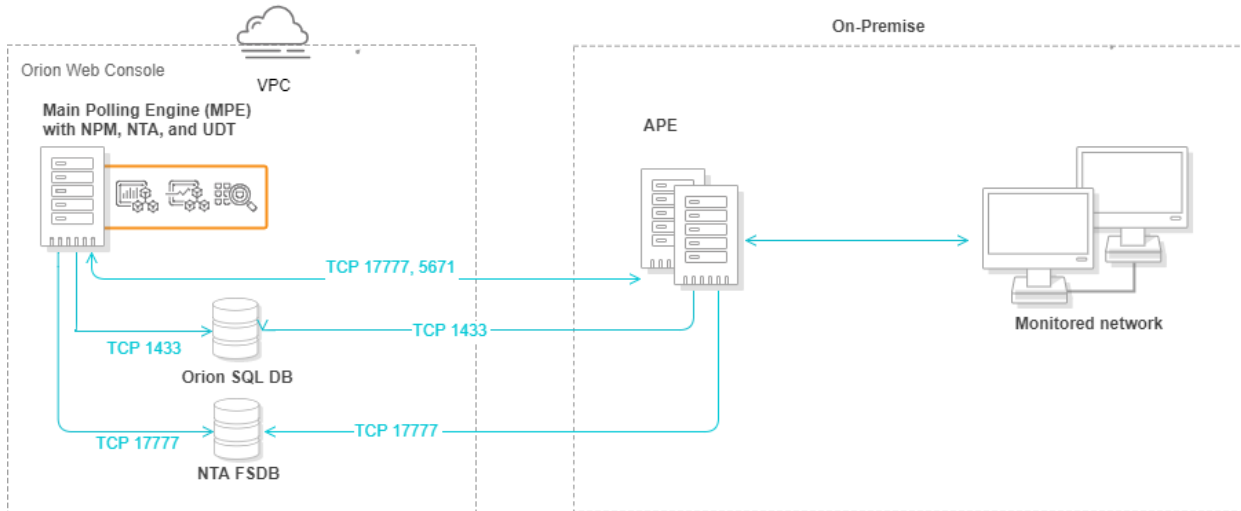 On-Premise
Orion Web Console
VPC
Main Polling Engine (MPE)
with NPM, NTA, and UDT
APE
TCP 17777, 5671
TCP 1433
TCP 1433
Monitored network
Orion SQL DB
TCP 17777
TCP 17777
NTA FSDB